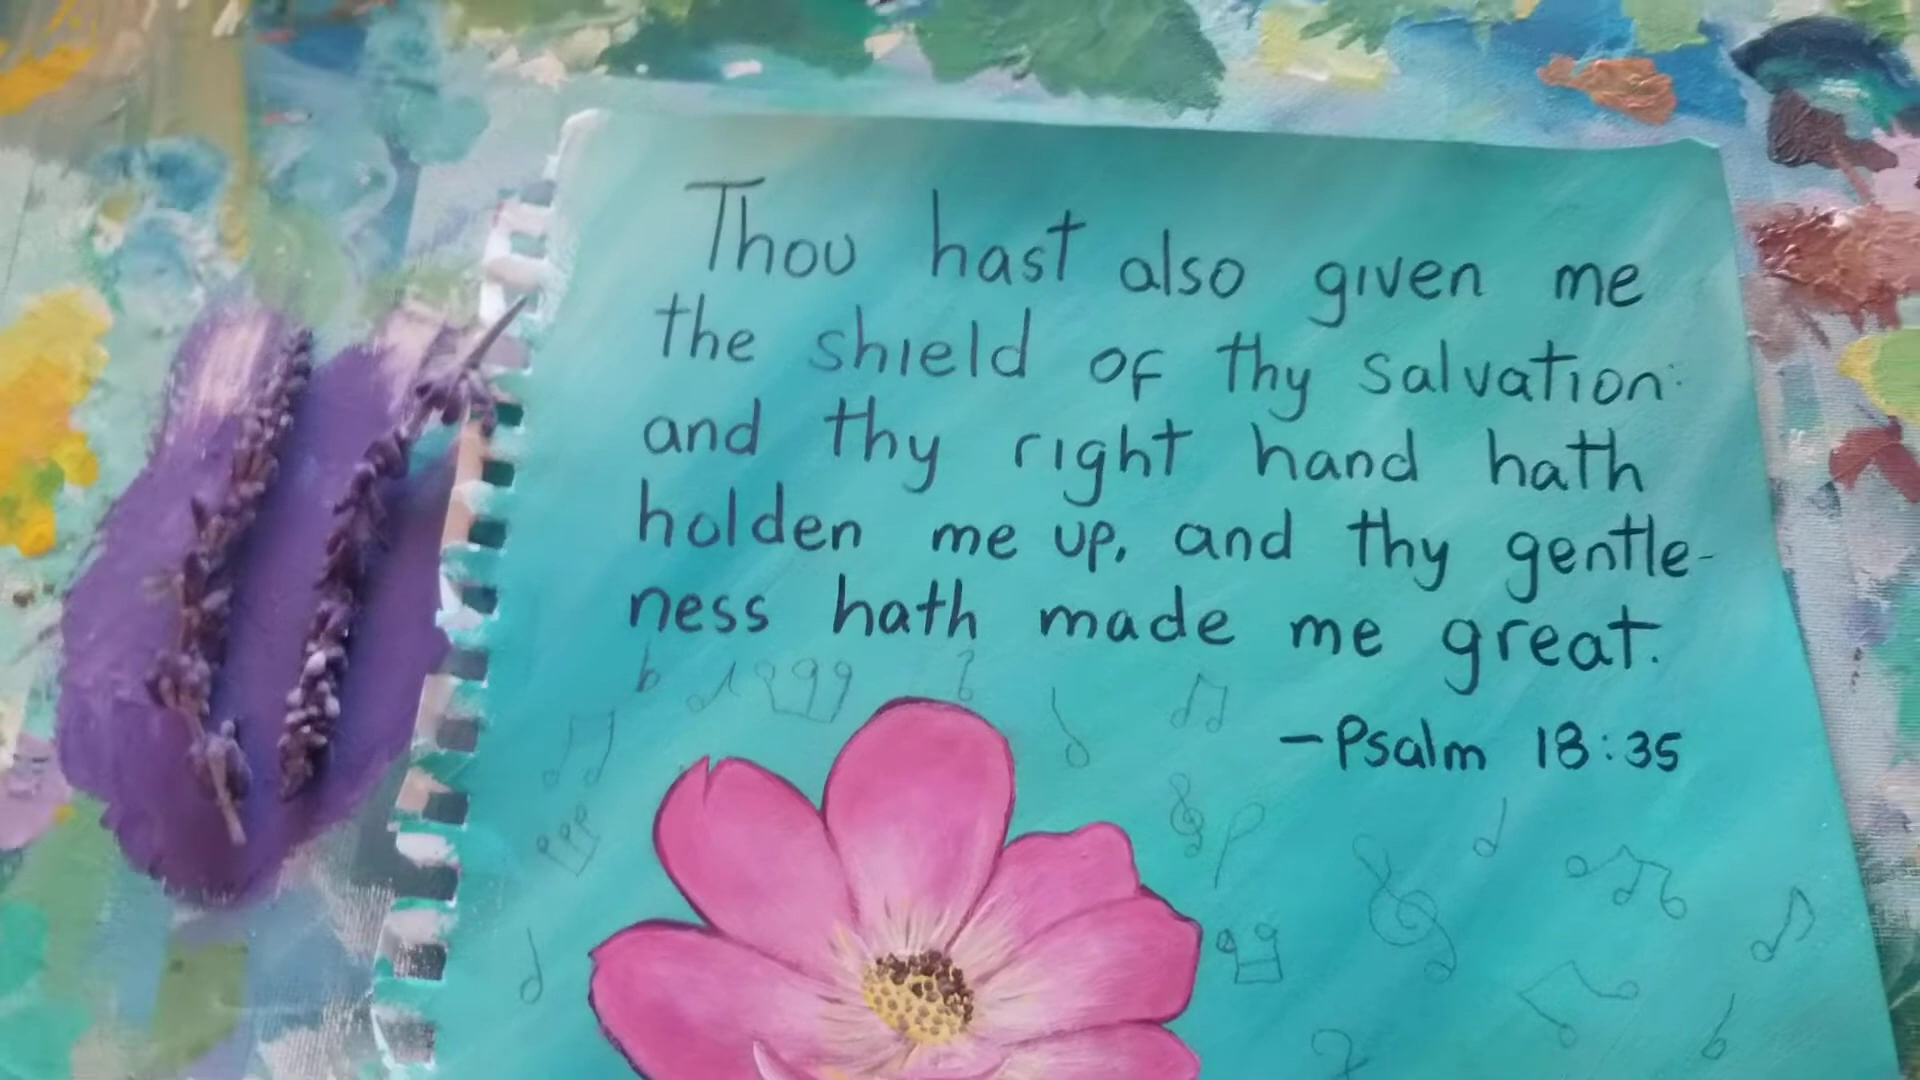 Thou hast also given me
the shield of thy salvation:
and thy right hand hath
holden me up, and thy gentle-
ness hath made me great.
-Psalm 18:35